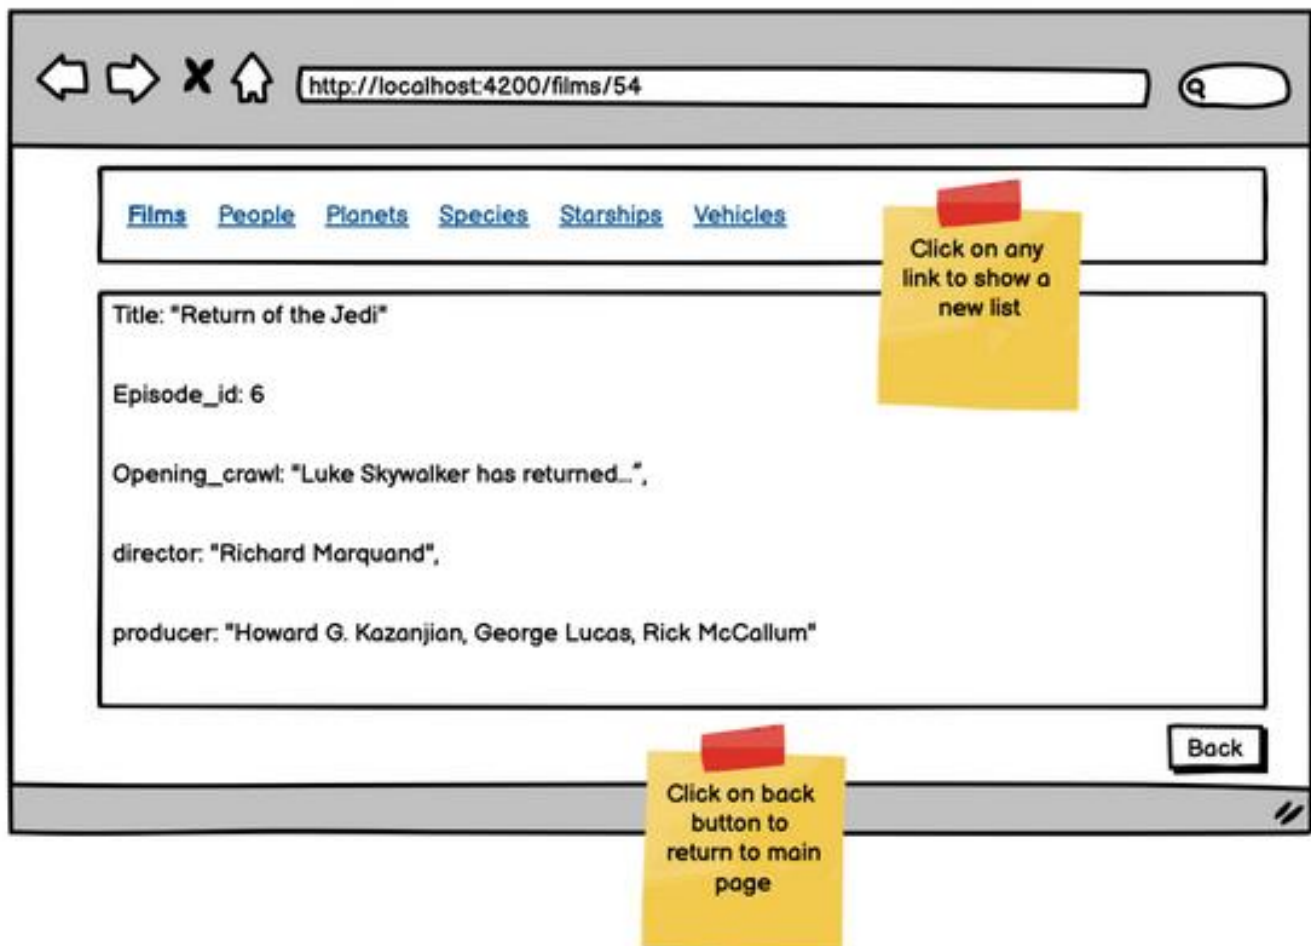 http://localhost:4200/films/54
Films People Planets Species Starships Vehicles
Click on any
link to show a
new list
Title: "Return of the Jedi"
Episode_id: 6
Opening_crawl: "Luke Skywalker has returned...",
director: "Richard Marquand",
producer: "Howard G. Kazanjian, George Lucas, Rick McCallum"
Back
Click on back
button to
return to main
page